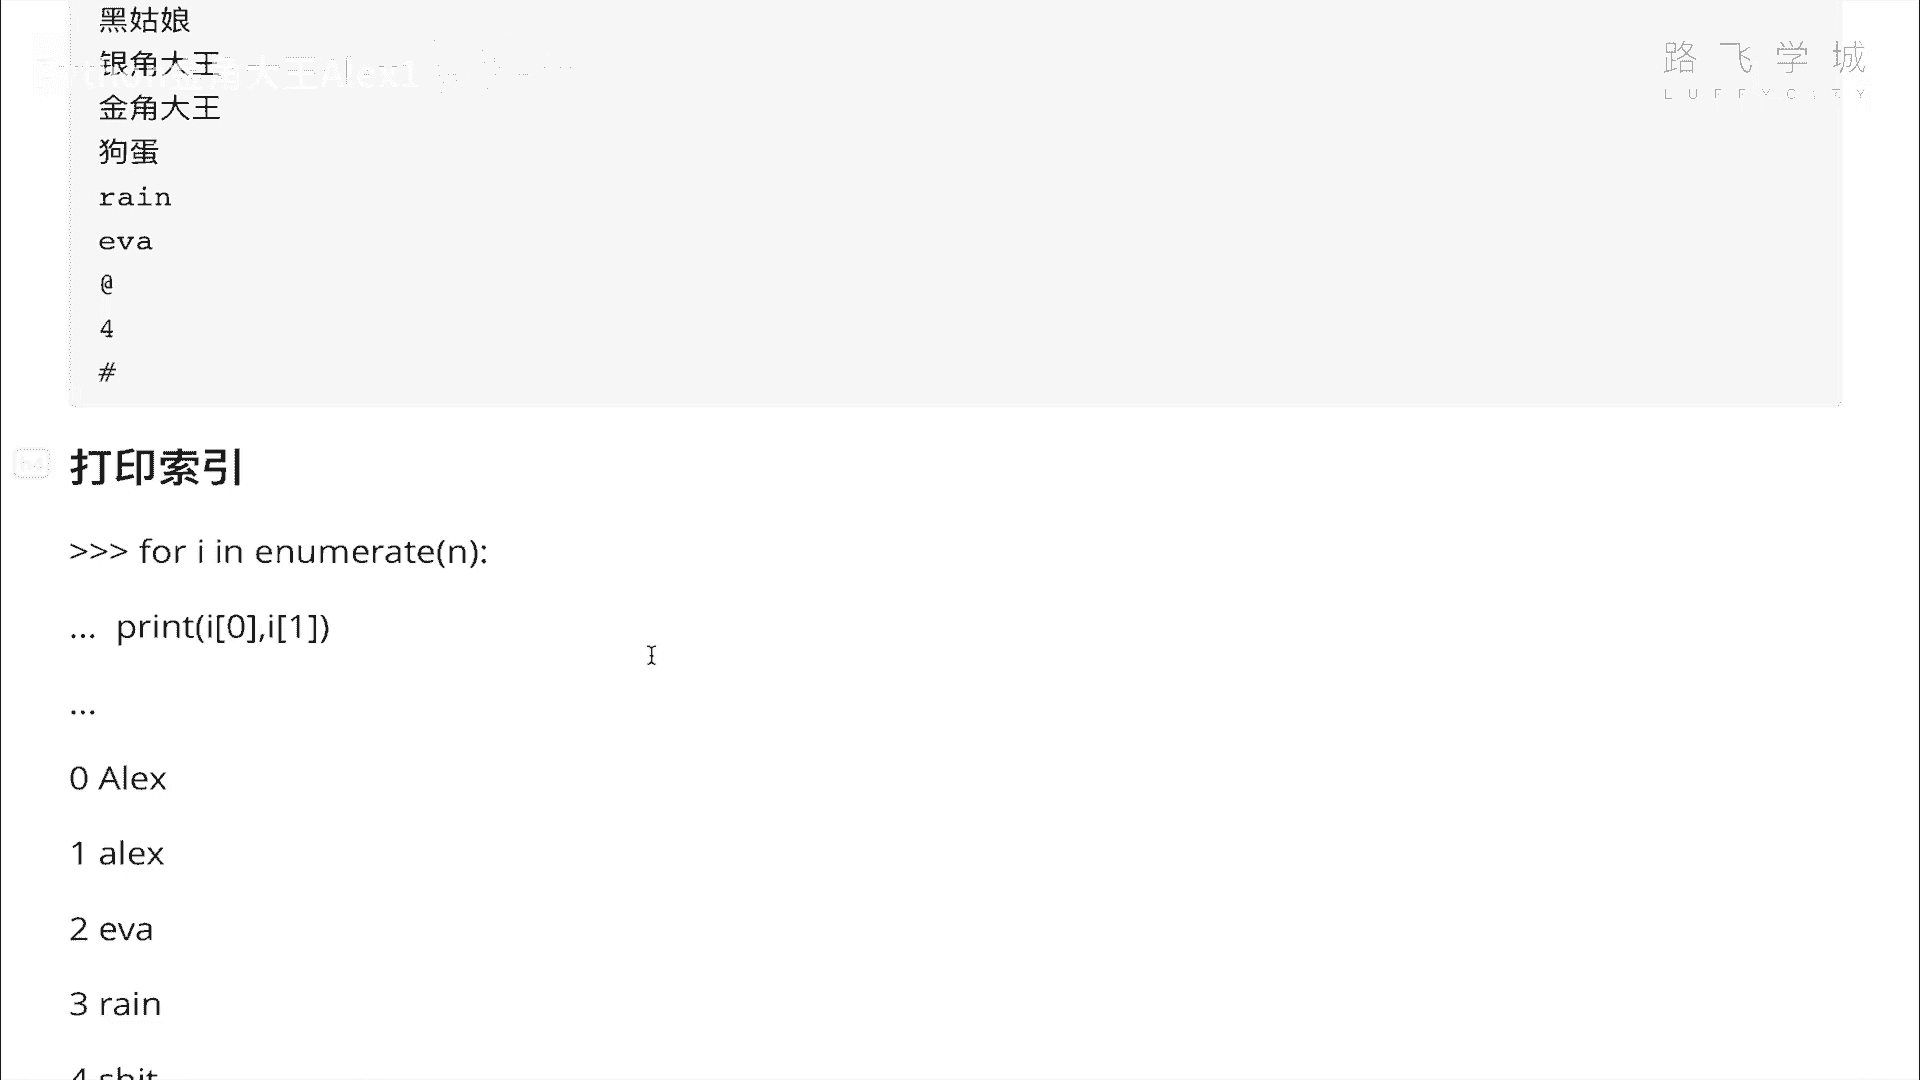 黑姑娘
银角大王
金角大王
狗蛋
rain
eva
@
4
#
路飞学城
LUFFYCITY
h4
打印索引
>>> for i in enumerate(n):
... print(i[0],i[1])
...
0 Alex
1 alex
2 eva
3 rain